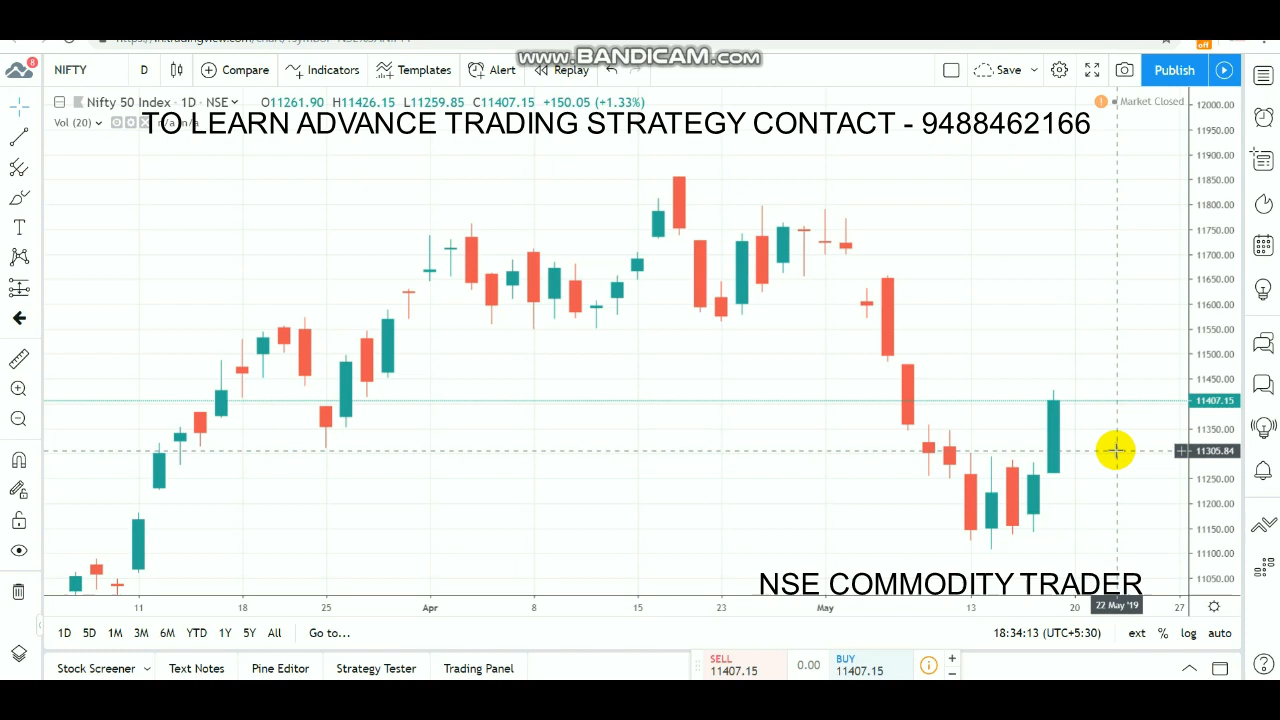 WWW.BANDICAM.COM
8
NIFTY
D
Compare
Indicators
Templates
Alert
Replay
Save
Publish
off
Nifty 50 Index · 1D · NSE
O11261.90 H11426.15 L11259.85 C11407.15 +150.05 (+1.33%)
Market Closed
Vol (20)
n/a n/a
TO LEARN ADVANCE TRADING STRATEGY CONTACT - 9488462166
12000.00
11950.00
11900.00
11850.00
11800.00
11750.00
11700.00
11650.00
11600.00
11550.00
11500.00
11450.00
11407.15
11350.00
11305.84
11250.00
11200.00
11150.00
11100.00
11050.00
NSE COMMODITY TRADER
11 18 25 Apr 8 15 23 May 13 20 22 May '19 27
1D 5D 1M 3M 6M YTD 1Y 5Y All Go to...
18:34:13 (UTC+5:30) ext % log auto
Stock Screener Text Notes Pine Editor Strategy Tester Trading Panel
SELL
11407.15
0.00
BUY
11407.15